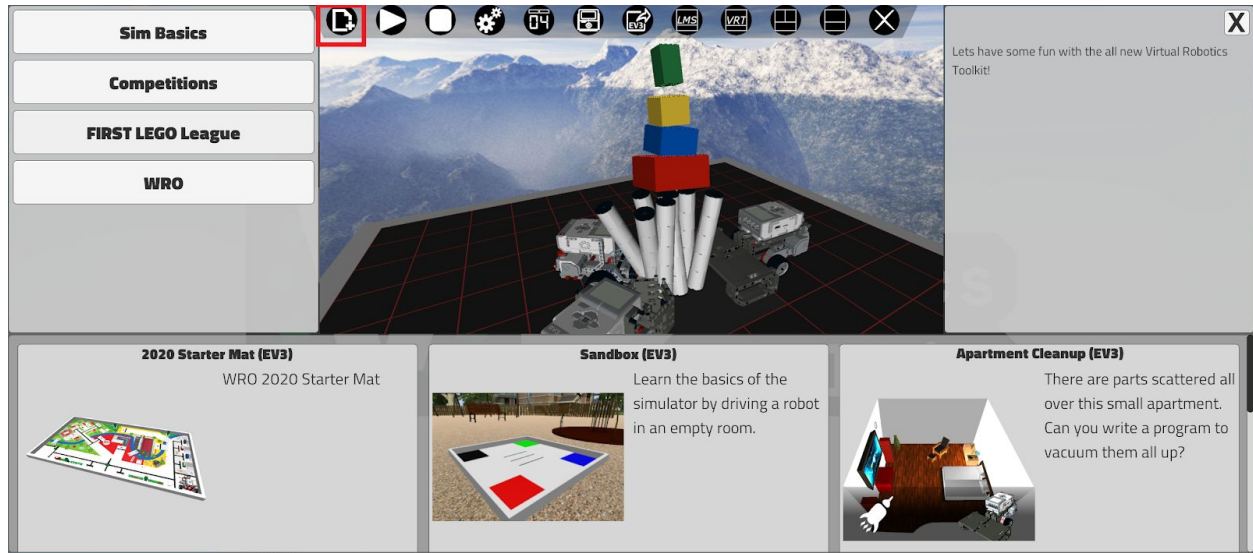 Sim Basics
Competitions
FIRST LEGO League
WRO
04
EV3
LMS
VRT
X
Lets have some fun with the all new Virtual Robotics
Toolkit!
2020 Starter Mat (EV3)
WRO 2020 Starter Mat
Sandbox (EV3)
Learn the basics of the
simulator by driving a robot
in an empty room.
Apartment Cleanup (EV3)
There are parts scattered all
over this small apartment.
Can you write a program to
vacuum them all up?